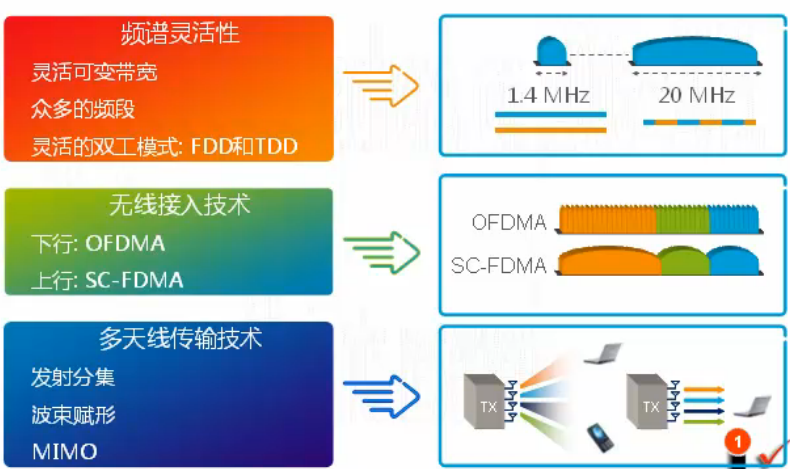 频谱灵活性
灵活可变带宽
众多的频段
灵活的双工模式: FDD和TDD
1.4 MHz
20 MHz
无线接入技术
下行: OFDMA
上行: SC-FDMA
OFDMA
SC-FDMA
多天线传输技术
发射分集
波束赋形
MIMO
TX
TX
1